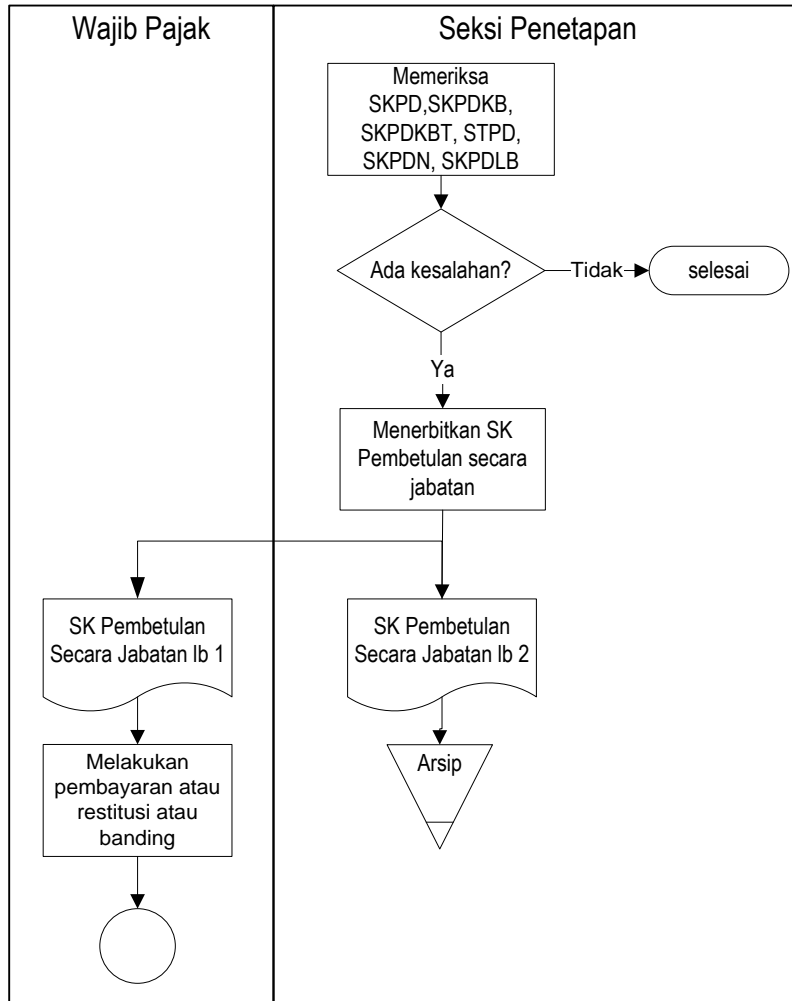 Wajib Pajak
Seksi Penetapan
Memeriksa
SKPD,SKPDKB,
SKPDKBT, STPD,
SKPDN, SKPDLB
Ada kesalahan?
Tidak
selesai
Ya
Menerbitkan SK
Pembetulan secara
jabatan
SK Pembetulan
Secara Jabatan lb 1
SK Pembetulan
Secara Jabatan lb 2
Melakukan
pembayaran atau
restitusi atau
banding
Arsip